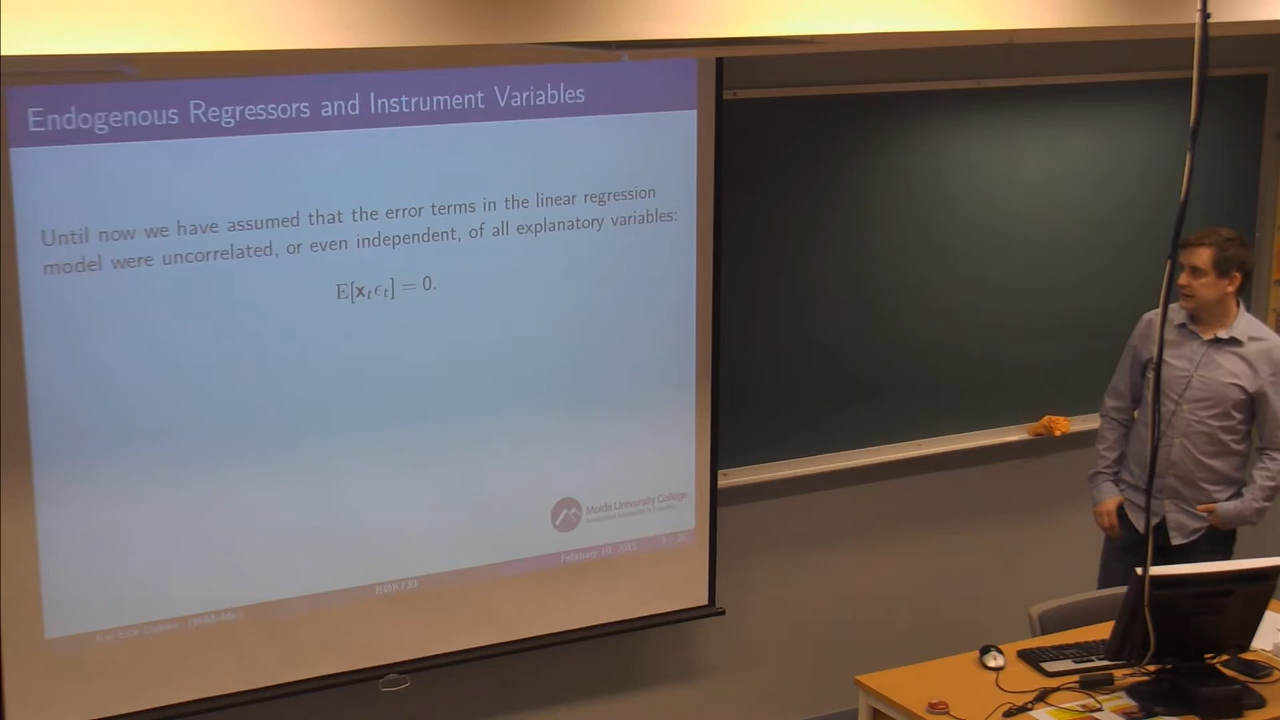 Endogenous Regressors and Instrument Variables
Until now we have assumed that the error terms in the linear regression
model were uncorrelated, or even independent, of all explanatory variables:
E[xₜϵₜ] = 0.
Molde University College
February 10, 2015